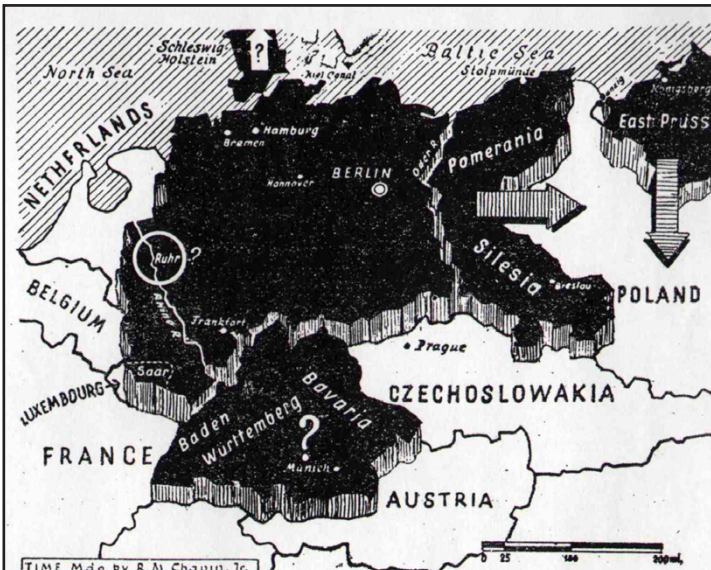 North Sea
Schleswig-
Holstein
?
Kiel Canal
Baltic Sea
Stolpmünde
Königsberg
East Pruss
NETHERLANDS
Hamburg
Bremen
Hannover
BERLIN
Oder R.
Pomerania
Ruhr
?
BELGIUM
Silesia
Breslau
POLAND
Frankfort
Prague
Saar
LUXEMBOURG
CZECHOSLOWAKIA
Bavaria
Baden
Württemberg
?
Munich
FRANCE
AUSTRIA
0 25 100 200 mi.
TIME Map by R.M. Chapin, Jr.